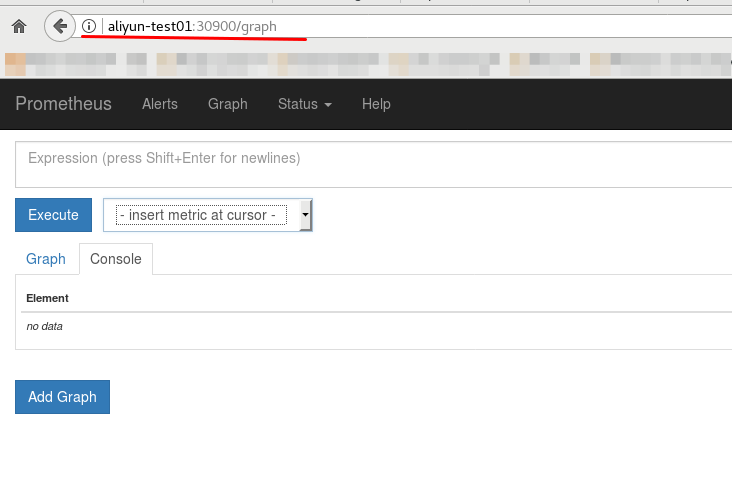 aliyun-test01:30900/graph
Prometheus Alerts Graph Status Help
Expression (press Shift+Enter for newlines)
Execute - insert metric at cursor -
Graph Console
Element
no data
Add Graph